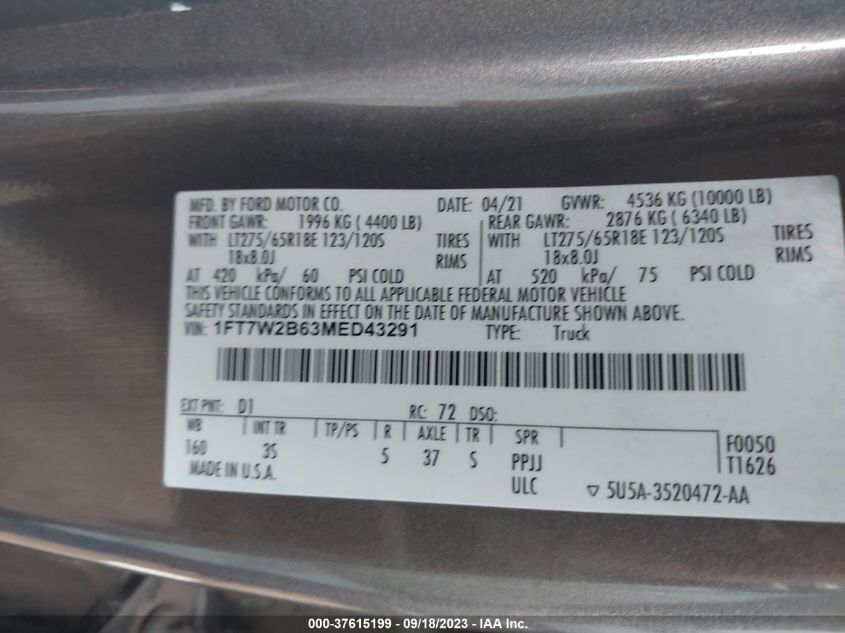 MFD. BY FORD MOTOR CO. DATE: 04/21 GVWR: 4536 KG (10000 LB)
FRONT GAWR: 1996 KG ( 4400 LB) REAR GAWR: 2876 KG ( 6340 LB)
WITH LT275/65R18E 123/120S TIRES WITH LT275/65R18E 123/120S TIRES
18x8.0J RIMS 18x8.0J RIMS
AT 420 kPa/ 60 PSI COLD AT 520 kPa/ 75 PSI COLD
THIS VEHICLE CONFORMS TO ALL APPLICABLE FEDERAL MOTOR VEHICLE
SAFETY STANDARDS IN EFFECT ON THE DATE OF MANUFACTURE SHOWN ABOVE.
VIN: 1FT7W2B63MED43291 TYPE: Truck
EXT PNT: D1 RC: 72 DSO:
WB INT TR TP/PS R AXLE TR SPR F0050
160 3S 5 37 S PPJJ T1626
MADE IN U.S.A. ULC ▽ 5U5A-3520472-AA
000-37615199 - 09/18/2023 - IAA Inc.